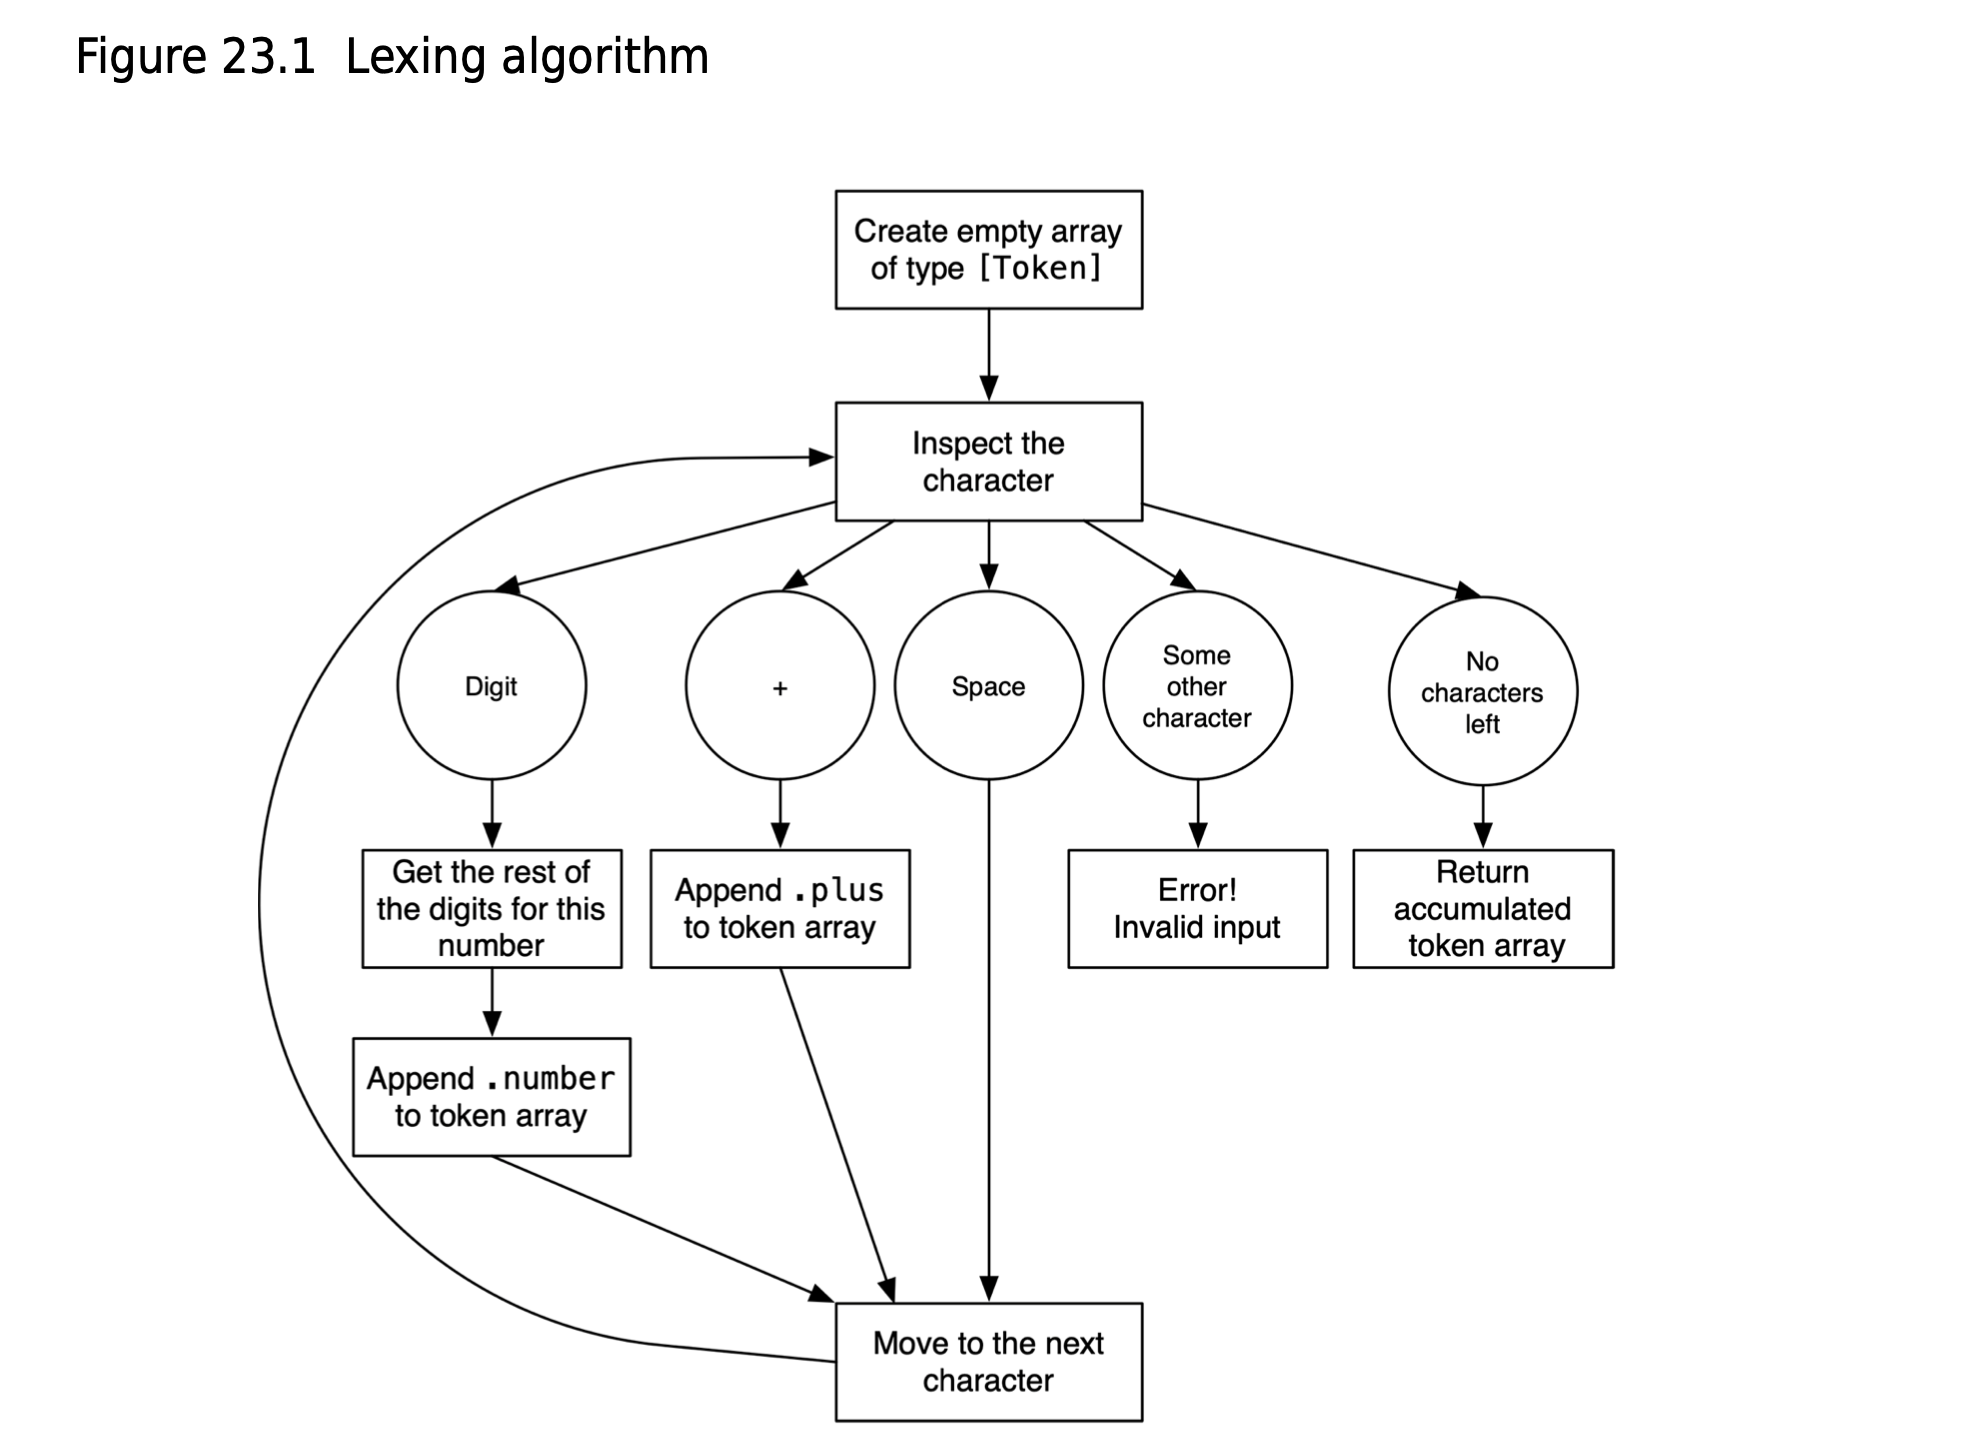 Figure 23.1 Lexing algorithm
Create empty array
of type [Token]
Inspect the
character
Digit
+
Space
Some
other
character
No
characters
left
Get the rest of
the digits for this
number
Append .plus
to token array
Error!
Invalid input
Return
accumulated
token array
Append .number
to token array
Move to the next
character